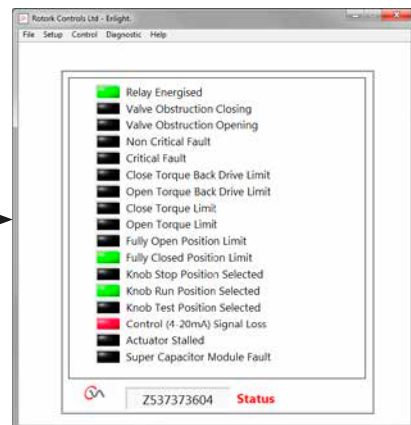 Rotork Controls Ltd - Enlight.
File Setup Control Diagnostic Help
Relay Energised
Valve Obstruction Closing
Valve Obstruction Opening
Non Critical Fault
Critical Fault
Close Torque Back Drive Limit
Open Torque Back Drive Limit
Close Torque Limit
Open Torque Limit
Fully Open Position Limit
Fully Closed Position Limit
Knob Stop Position Selected
Knob Run Position Selected
Knob Test Position Selected
Control (4-20mA) Signal Loss
Actuator Stalled
Super Capacitor Module Fault
Z537373604 Status